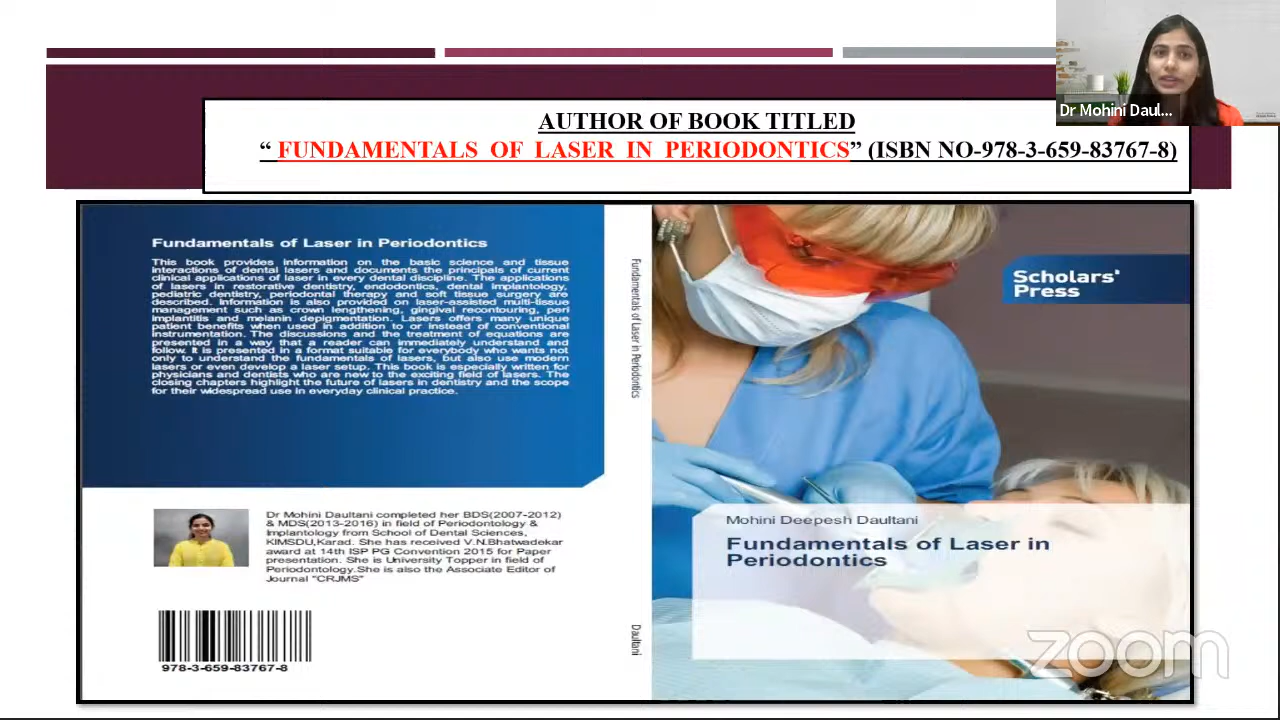 Dr Mohini Daul...
AUTHOR OF BOOK TITLED
“ FUNDAMENTALS OF LASER IN PERIODONTICS” (ISBN NO-978-3-659-83767-8)
Fundamentals of Laser in Periodontics
This book provides information on the basic science and tissue
interactions of dental lasers and documents the principals of current
clinical applications of laser in every dental discipline. The applications
of lasers in restorative dentistry, endodontics, dental implantology,
pediatric dentistry, periodontal therapy and soft tissue surgery are
described. Information is also provided on laser-assisted multi-tissue
management such as crown lengthening, gingival recontouring, peri
implantitis and melanin depigmentation. Lasers offers many unique
patient benefits when used in addition to or instead of conventional
instrumentation. The discussions and the treatment of equations are
presented in a way that a reader can immediately understand and
follow. It is presented in a format suitable for everybody who wants not
only to understand the fundamentals of lasers, but also use modern
lasers or even develop a laser setup. This book is especially written for
physicians and dentists who are new to the exciting field of lasers. The
closing chapters highlight the future of lasers in dentistry and the scope
for their widespread use in everyday clinical practice.
Dr Mohini Daultani completed her BDS(2007-2012)
& MDS(2013-2016) in field of Periodontology &
Implantology from School of Dental Sciences,
KIMSDU,Karad. She has received V.N.Bhatwadekar
award at 14th ISP PG Convention 2015 for Paper
presentation. She is University Topper in field of
Periodontology.She is also the Associate Editor of
Journal "CRJMS"
978-3-659-83767-8
Fundamentals of Laser in Periodontics
Daultani
Scholars'
Press
Mohini Deepesh Daultani
Fundamentals of Laser in
Periodontics
zoom